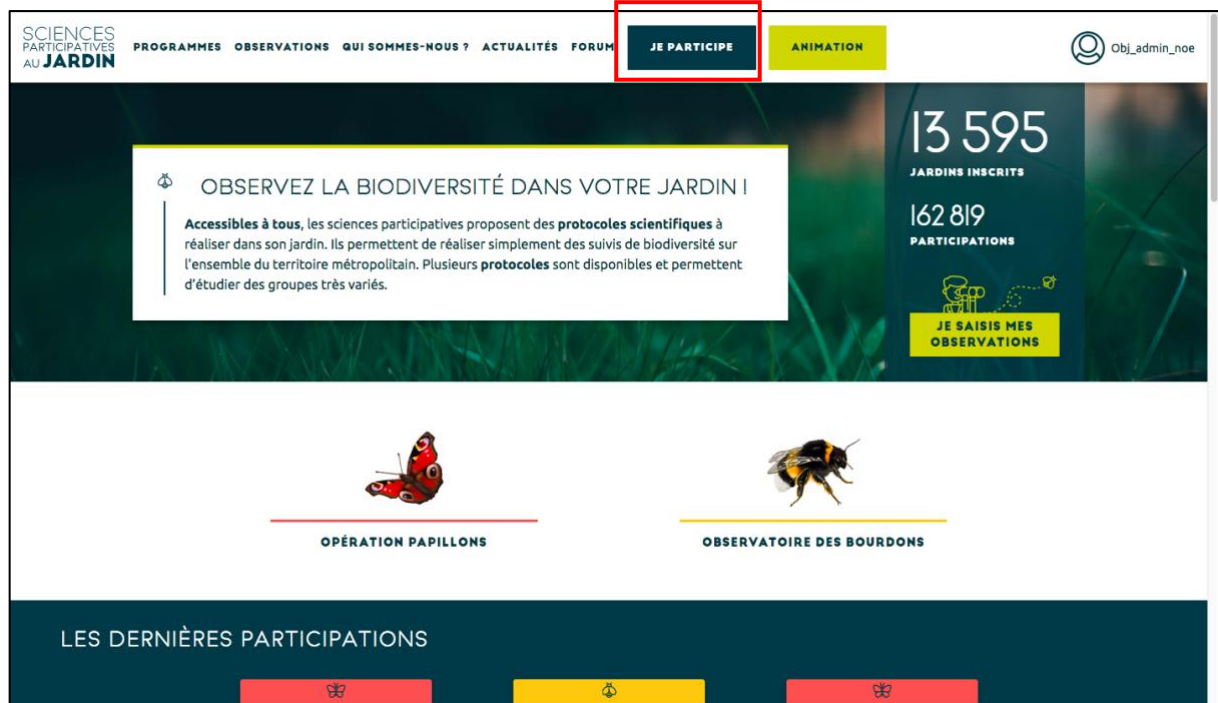 SCIENCES
PARTICIPATIVES
AU JARDIN
PROGRAMMES OBSERVATIONS QUI SOMMES-NOUS ? ACTUALITÉS FORUM JE PARTICIPE ANIMATION Obj_admin_noe
OBSERVEZ LA BIODIVERSITÉ DANS VOTRE JARDIN !
Accessibles à tous, les sciences participatives proposent des protocoles scientifiques à
réaliser dans son jardin. Ils permettent de réaliser simplement des suivis de biodiversité sur
l'ensemble du territoire métropolitain. Plusieurs protocoles sont disponibles et permettent
d'étudier des groupes très variés.
13 595
JARDINS INSCRITS
162 819
PARTICIPATIONS
JE SAISIS MES
OBSERVATIONS
OPÉRATION PAPILLONS
OBSERVATOIRE DES BOURDONS
LES DERNIÈRES PARTICIPATIONS